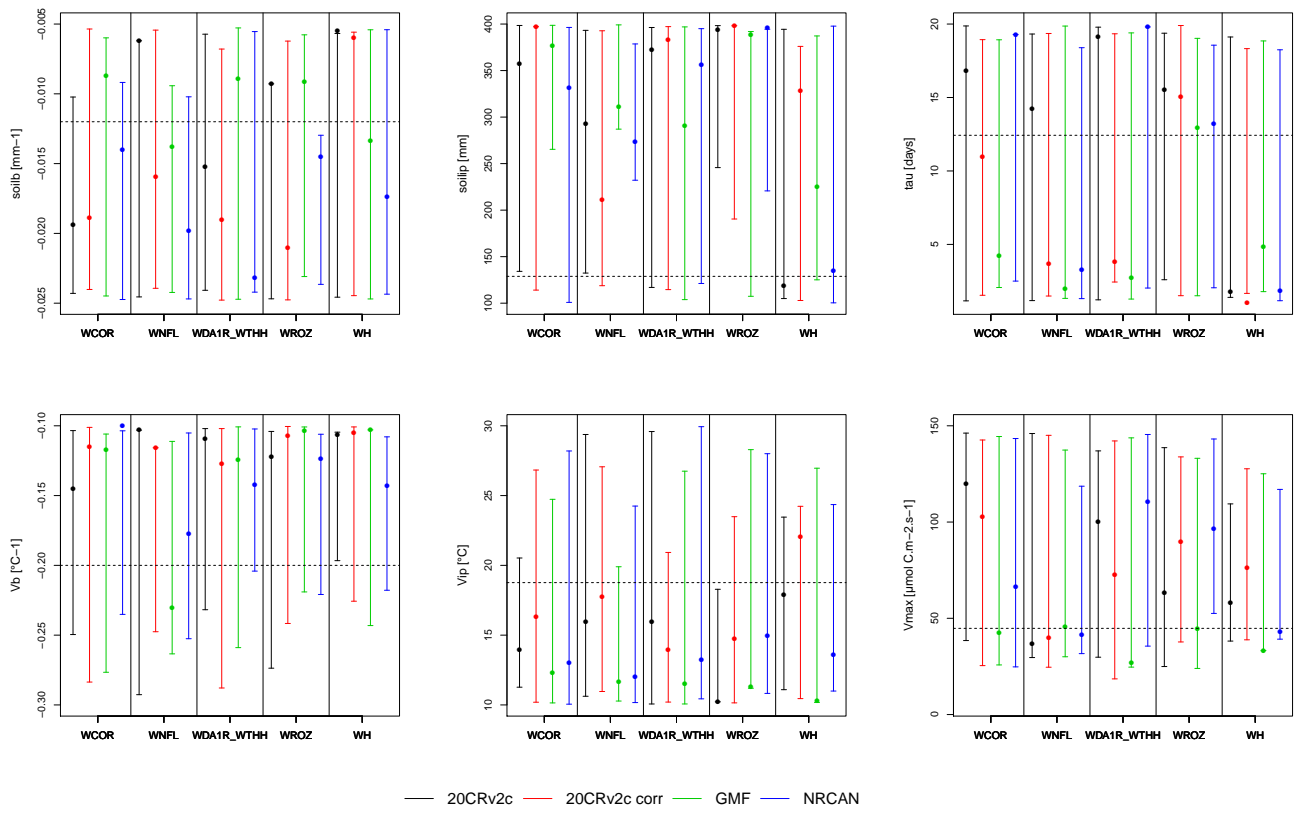 soilb [mm−1]
−0.005
−0.010
−0.015
−0.020
−0.025
WCOR WNFL WDA1R_WTHH WROZ WH
soilip [mm]
400
350
300
250
200
150
100
WCOR WNFL WDA1R_WTHH WROZ WH
tau [days]
20
15
10
5
WCOR WNFL WDA1R_WTHH WROZ WH
Vb [°C−1]
−0.10
−0.15
−0.20
−0.25
−0.30
WCOR WNFL WDA1R_WTHH WROZ WH
Vip [°C]
30
25
20
15
10
WCOR WNFL WDA1R_WTHH WROZ WH
Vmax [µmol C.m−2.s−1]
150
100
50
0
WCOR WNFL WDA1R_WTHH WROZ WH
20CRv2c 20CRv2c corr GMF NRCAN